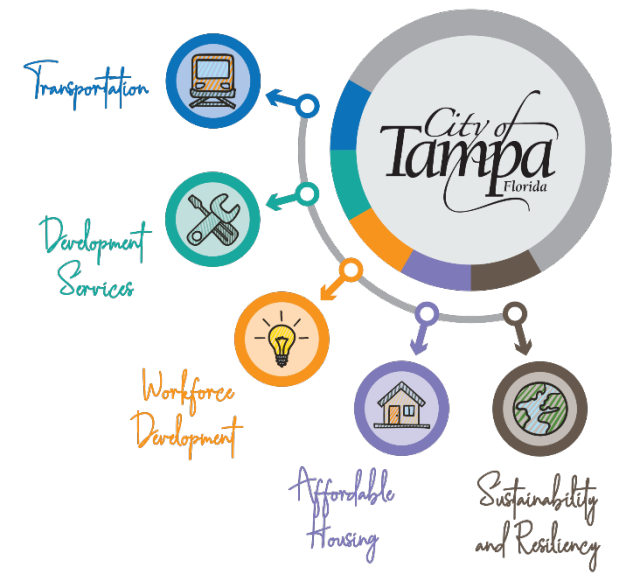 City of
Tampa
Florida
Transportation
Development
Services
Workforce
Development
Affordable
Housing
Sustainability
and Resiliency